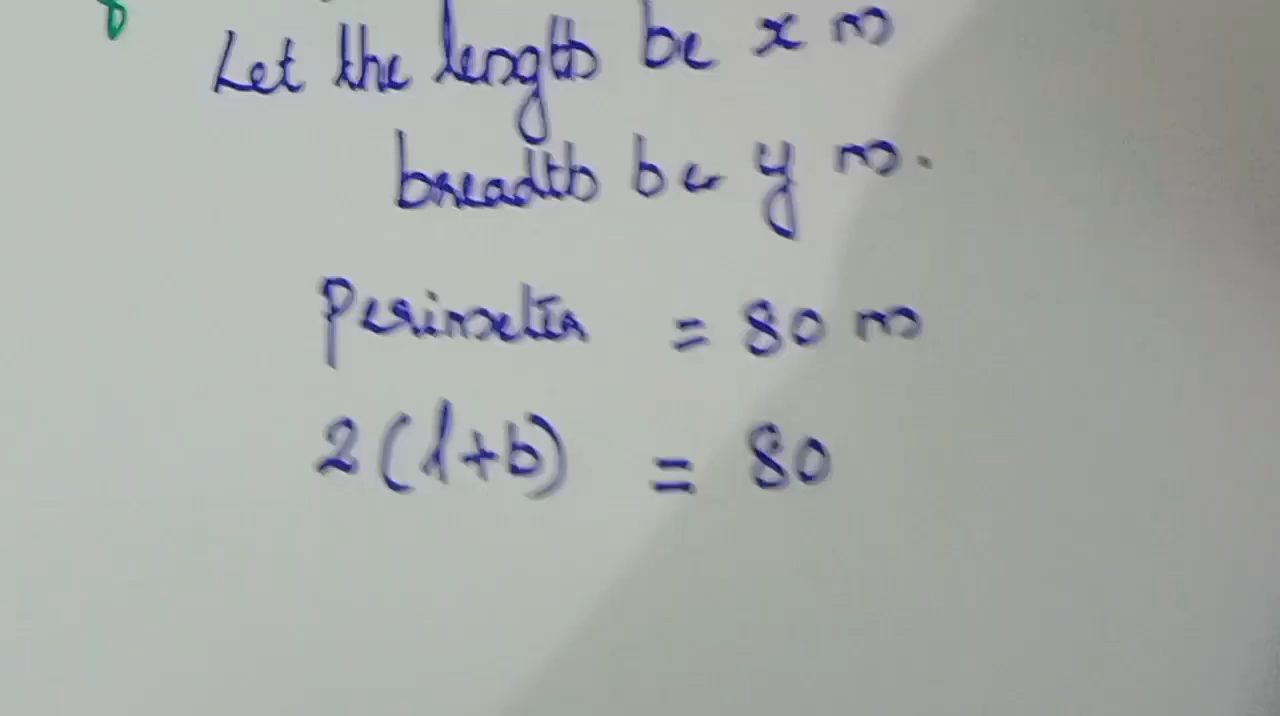 Let the length be x m
breadth be y m.
Perimeter = 80 m
2(l+b) = 80